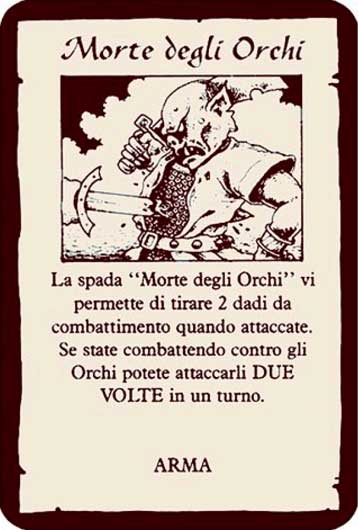 Morte degli Orchi
La spada “Morte degli Orchi” vi
permette di tirare 2 dadi da
combattimento quando attaccate.
Se state combattendo contro gli
Orchi potete attaccarli DUE
VOLTE in un turno.
ARMA